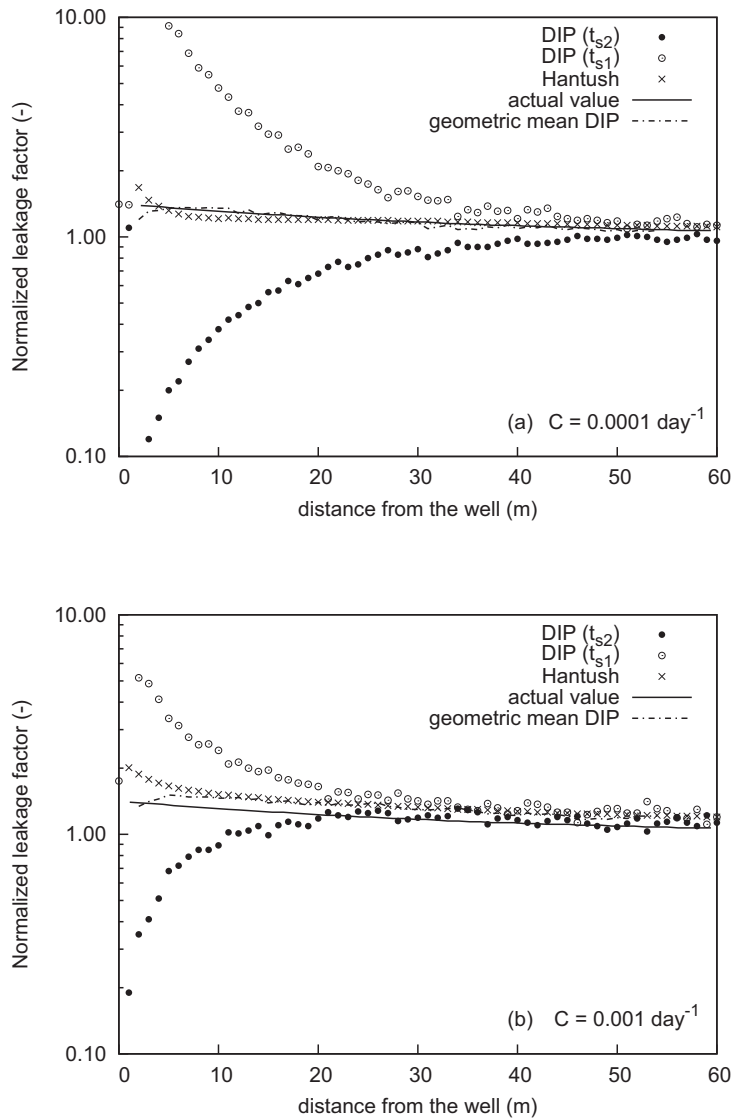 10.00
1.00
0.10
Normalized leakage factor (-)
DIP (ts2)
DIP (ts1)
Hantush
actual value
geometric mean DIP
(a) C = 0.0001 day-1
0 10 20 30 40 50 60
distance from the well (m)
10.00
1.00
0.10
Normalized leakage factor (-)
DIP (ts2)
DIP (ts1)
Hantush
actual value
geometric mean DIP
(b) C = 0.001 day-1
0 10 20 30 40 50 60
distance from the well (m)